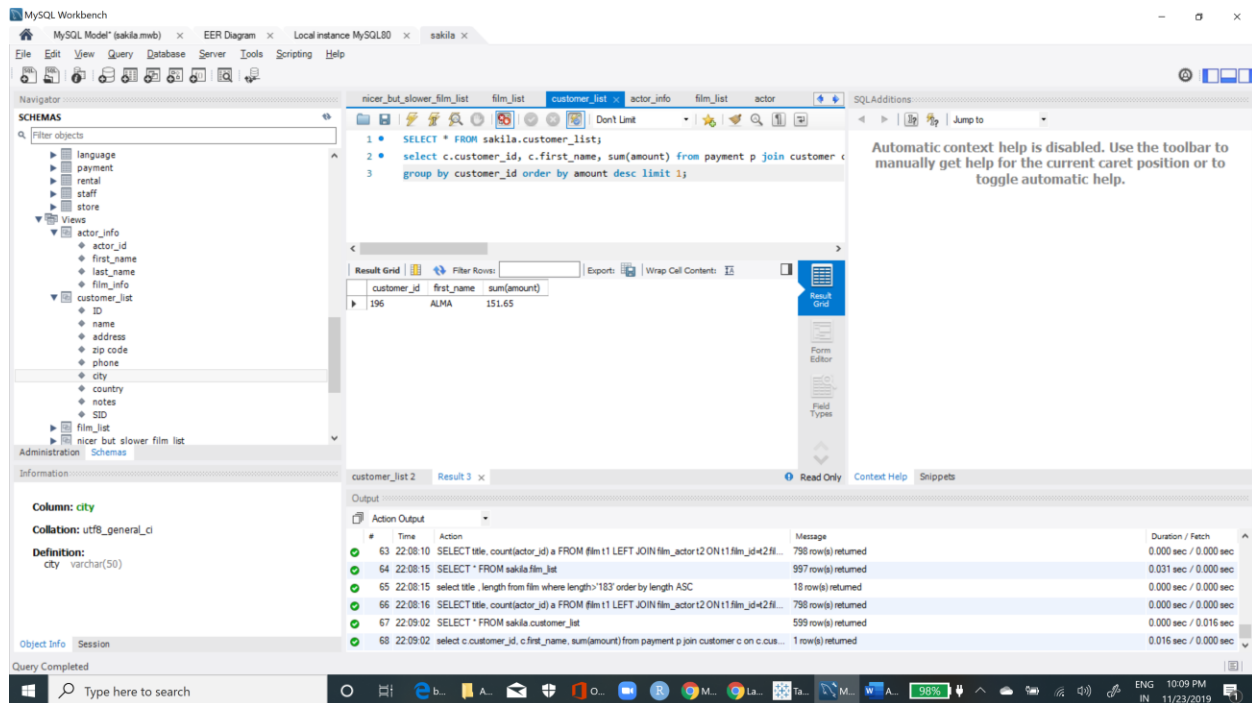 MySQL Workbench
MySQL Model* (sakila.mwb) × EER Diagram × Local instance MySQL80 × sakila ×
File Edit View Query Database Server Tools Scripting Help
Navigator
SCHEMAS
Filter objects
language
payment
rental
staff
store
Views
actor_info
actor_id
first_name
last_name
film_info
customer_list
ID
name
address
zip code
phone
city
country
notes
SID
film_list
nicer_but_slower_film_list
Administration Schemas
Information
Column: city
Collation: utf8_general_ci
Definition:
city varchar(50)
Object Info Session
Query Completed
nicer_but_slower_film_list film_list customer_list × actor_info film_list actor
Don't Limit
1 SELECT * FROM sakila.customer_list;
2 select c.customer_id, c.first_name, sum(amount) from payment p join customer c
3 group by customer_id order by amount desc limit 1;
Result Grid Filter Rows: Export: Wrap Cell Content:
customer_id first_name sum(amount)
196 ALMA 151.65
Result Grid
Form Editor
Field Types
customer_list 2 Result 3 × Read Only
SQLAdditions
Jump to
Automatic context help is disabled. Use the toolbar to
manually get help for the current caret position or to
toggle automatic help.
Context Help Snippets
Output
Action Output
# Time Action Message Duration / Fetch
63 22:08:10 SELECT title, count(actor_id) a FROM (film t1 LEFT JOIN film_actor t2 ON t1.film_id=t2.fil... 798 row(s) returned 0.000 sec / 0.000 sec
64 22:08:15 SELECT * FROM sakila.film_list 997 row(s) returned 0.031 sec / 0.000 sec
65 22:08:15 select title , length from film where length>'183' order by length ASC 18 row(s) returned 0.000 sec / 0.000 sec
66 22:08:16 SELECT title, count(actor_id) a FROM (film t1 LEFT JOIN film_actor t2 ON t1.film_id=t2.fil... 798 row(s) returned 0.000 sec / 0.000 sec
67 22:09:02 SELECT * FROM sakila.customer_list 599 row(s) returned 0.000 sec / 0.016 sec
68 22:09:02 select c.customer_id, c.first_name, sum(amount) from payment p join customer c on c.cus... 1 row(s) returned 0.016 sec / 0.000 sec
Type here to search b... A... O... M... La... Ta... M... A... 98% ENG 10:09 PM
IN 11/23/2019